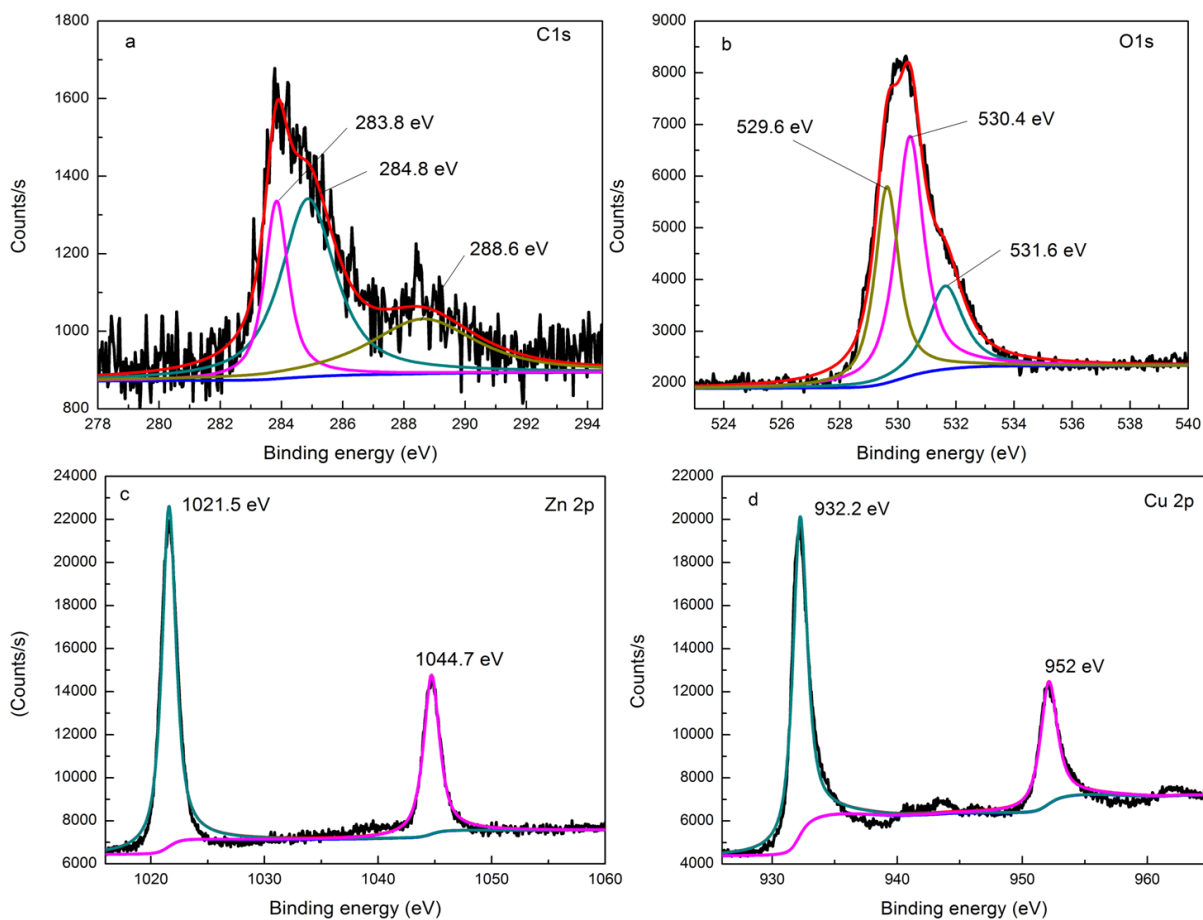 a
C1s
1800
1600
1400
1200
1000
800
Counts/s
283.8 eV
284.8 eV
288.6 eV
278 280 282 284 286 288 290 292 294
Binding energy (eV)
b
O1s
9000
8000
7000
6000
5000
4000
3000
2000
Counts/s
529.6 eV
530.4 eV
531.6 eV
524 526 528 530 532 534 536 538 540
Binding energy (eV)
c
Zn 2p
24000
22000
20000
18000
16000
14000
12000
10000
8000
6000
(Counts/s)
1021.5 eV
1044.7 eV
1020 1030 1040 1050 1060
Binding energy (eV)
d
Cu 2p
22000
20000
18000
16000
14000
12000
10000
8000
6000
4000
Counts/s
932.2 eV
952 eV
930 940 950 960
Binding energy (eV)